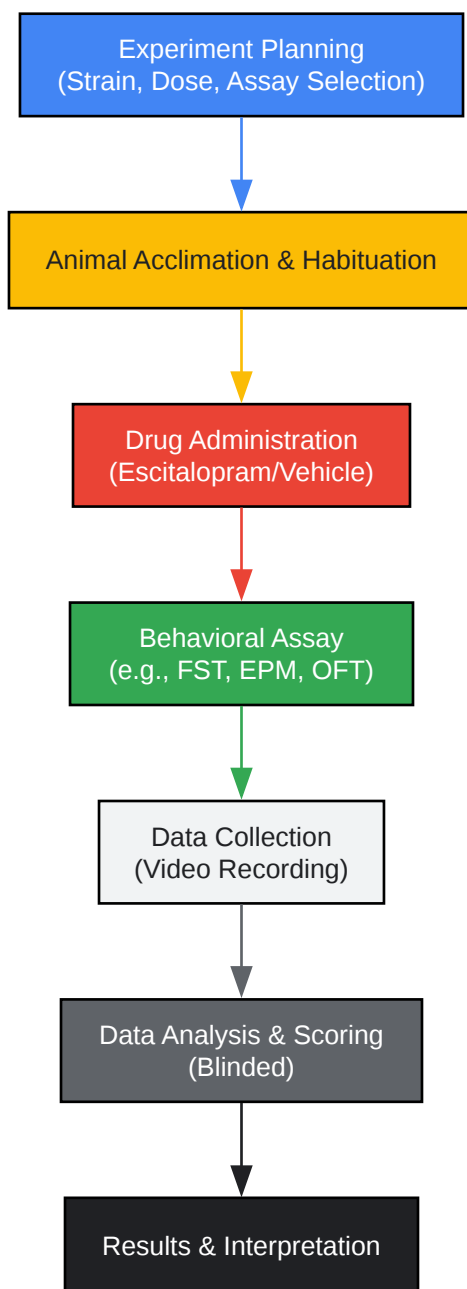 Experiment Planning
(Strain, Dose, Assay Selection)
Animal Acclimation & Habituation
Drug Administration
(Escitalopram/Vehicle)
Behavioral Assay
(e.g., FST, EPM, OFT)
Data Collection
(Video Recording)
Data Analysis & Scoring
(Blinded)
Results & Interpretation